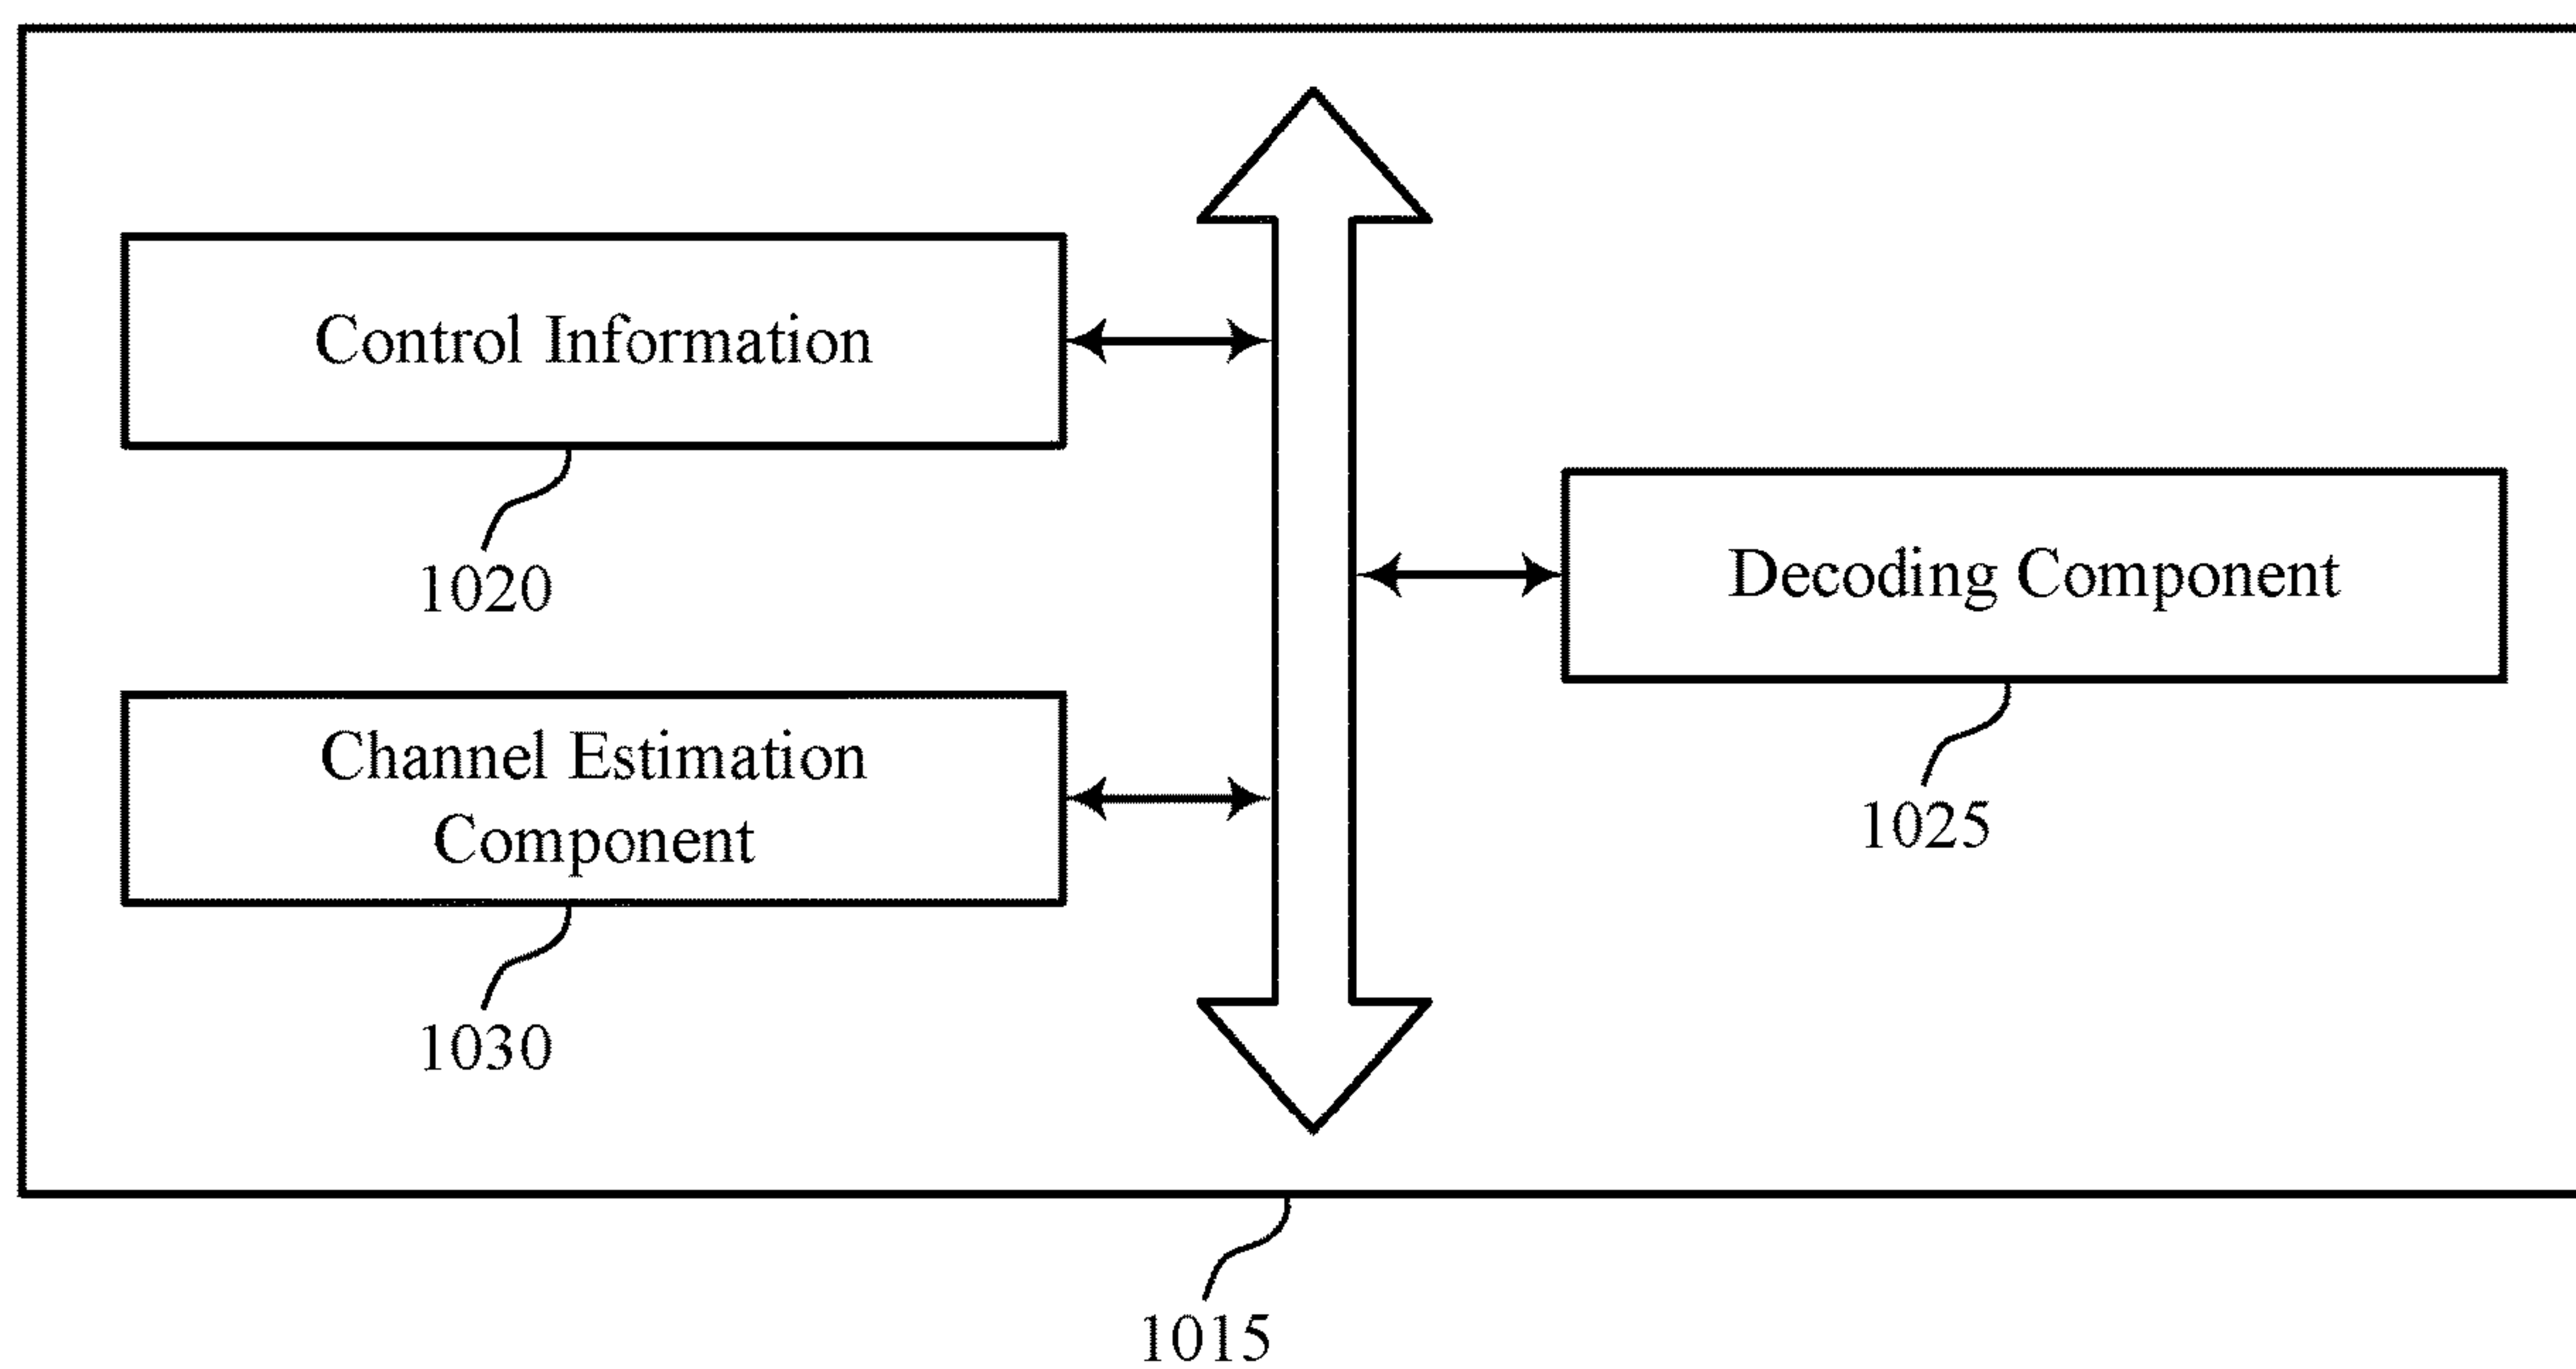 Control Information
1020
Decoding Component
1025
Channel Estimation
Component
1030
1015